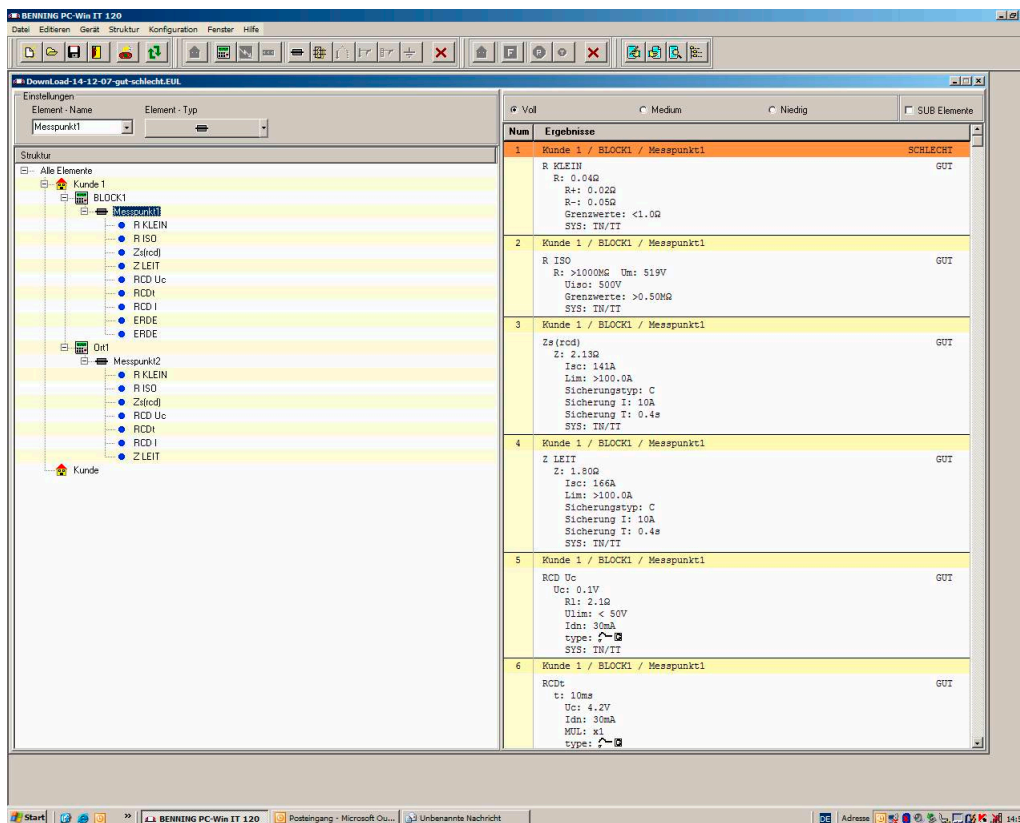 BENNING PC-Win IT 120
Datei Editieren Gerät Struktur Konfiguration Fenster Hilfe
DownLoad-14-12-07-gut-schlecht.EUL
Einstellungen
Element - Name Element - Typ
Messpunkt1
Struktur
Alle Elemente
Kunde 1
BLOCK1
Messpunkt1
R KLEIN
R ISO
Zs(rcd)
Z LEIT
RCD Uc
RCDt
RCD I
ERDE
ERDE
Ort1
Messpunkt2
R KLEIN
R ISO
Zs(rcd)
RCD Uc
RCDt
RCD I
Z LEIT
Kunde
Voll Medium Niedrig SUB Elemente
Num Ergebnisse
1 Kunde 1 / BLOCK1 / Messpunkt1 SCHLECHT
R KLEIN GUT
R: 0.04Ω
R+: 0.02Ω
R-: 0.05Ω
Grenzwerte: <1.0Ω
SYS: TN/TT
2 Kunde 1 / BLOCK1 / Messpunkt1
R ISO GUT
R: >1000MΩ Um: 519V
Uiso: 500V
Grenzwerte: >0.50MΩ
SYS: TN/TT
3 Kunde 1 / BLOCK1 / Messpunkt1
Zs(rcd) GUT
Z: 2.13Ω
Isc: 141A
Lim: >100.0A
Sicherungstyp: C
Sicherung I: 10A
Sicherung T: 0.4s
SYS: TN/TT
4 Kunde 1 / BLOCK1 / Messpunkt1
Z LEIT GUT
Z: 1.80Ω
Isc: 166A
Lim: >100.0A
Sicherungstyp: C
Sicherung I: 10A
Sicherung T: 0.4s
SYS: TN/TT
5 Kunde 1 / BLOCK1 / Messpunkt1
RCD Uc GUT
Uc: 0.1V
Rl: 2.1Ω
Ulim: < 50V
Idn: 30mA
type: G
SYS: TN/TT
6 Kunde 1 / BLOCK1 / Messpunkt1
RCDt GUT
t: 10ms
Uc: 4.2V
Idn: 30mA
MUL: x1
type: G
Start » BENNING PC-Win IT 120 Posteingang - Microsoft Ou... Unbenannte Nachricht DE Adresse